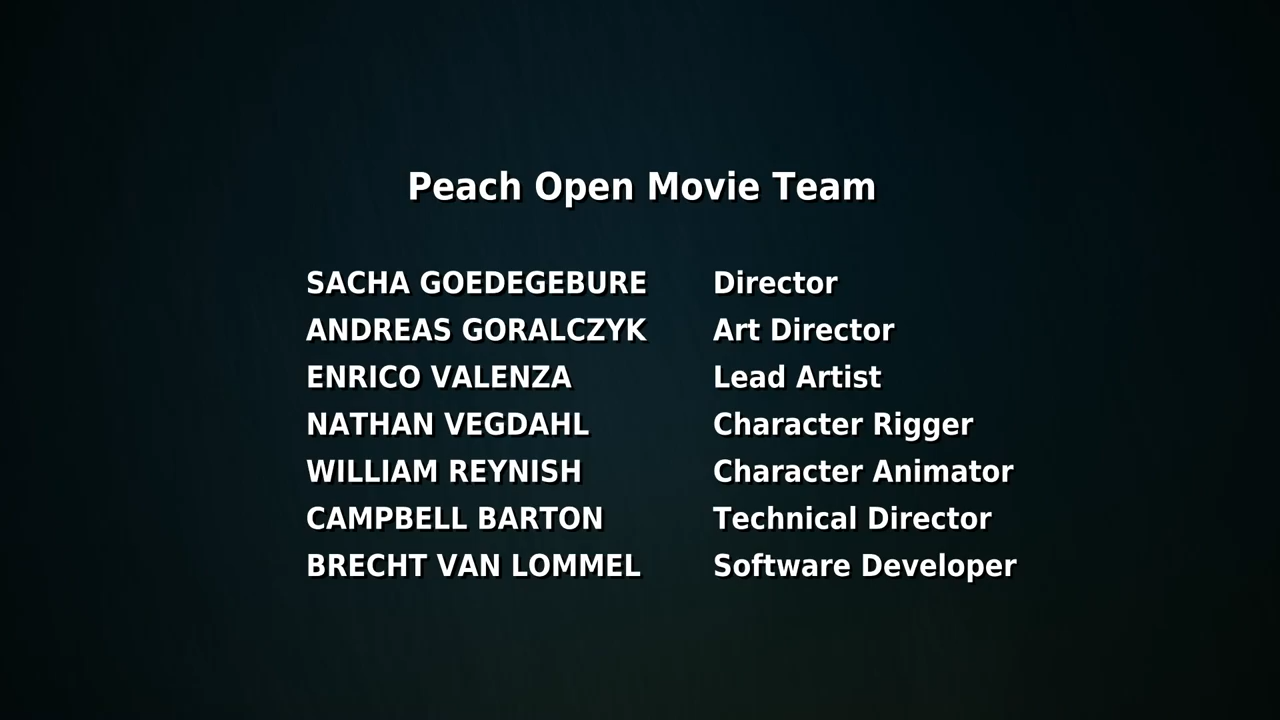 Peach Open Movie Team
SACHA GOEDEGEBURE Director
ANDREAS GORALCZYK Art Director
ENRICO VALENZA Lead Artist
NATHAN VEGDAHL Character Rigger
WILLIAM REYNISH Character Animator
CAMPBELL BARTON Technical Director
BRECHT VAN LOMMEL Software Developer